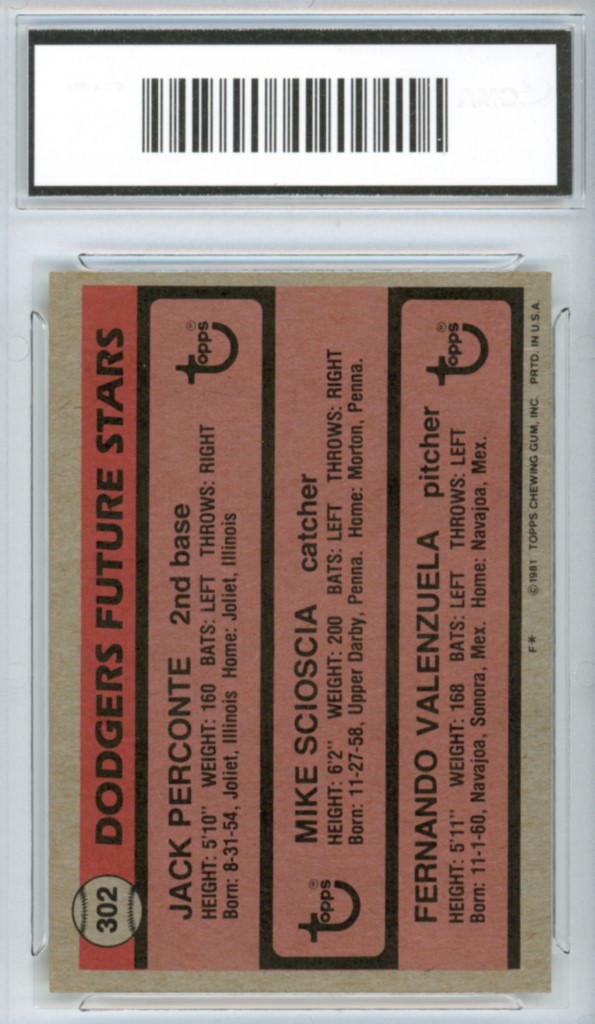 302 DODGERS FUTURE STARS
JACK PERCONTE 2nd base
HEIGHT: 5'10" WEIGHT: 160 BATS: LEFT THROWS: RIGHT
Born: 8-31-54, Joliet, Illinois Home: Joliet, Illinois
topps®
topps®
MIKE SCIOSCIA catcher
HEIGHT: 6'2" WEIGHT: 200 BATS: LEFT THROWS: RIGHT
Born: 11-27-58, Upper Darby, Penna. Home: Morton, Penna.
FERNANDO VALENZUELA pitcher
HEIGHT: 5'11" WEIGHT: 168 BATS: LEFT THROWS: LEFT
Born: 11-1-60, Navajoa, Sonora, Mex. Home: Navajoa, Mex.
topps®
F* ©1981 TOPPS CHEWING GUM, INC. PRTD. IN U.S.A.